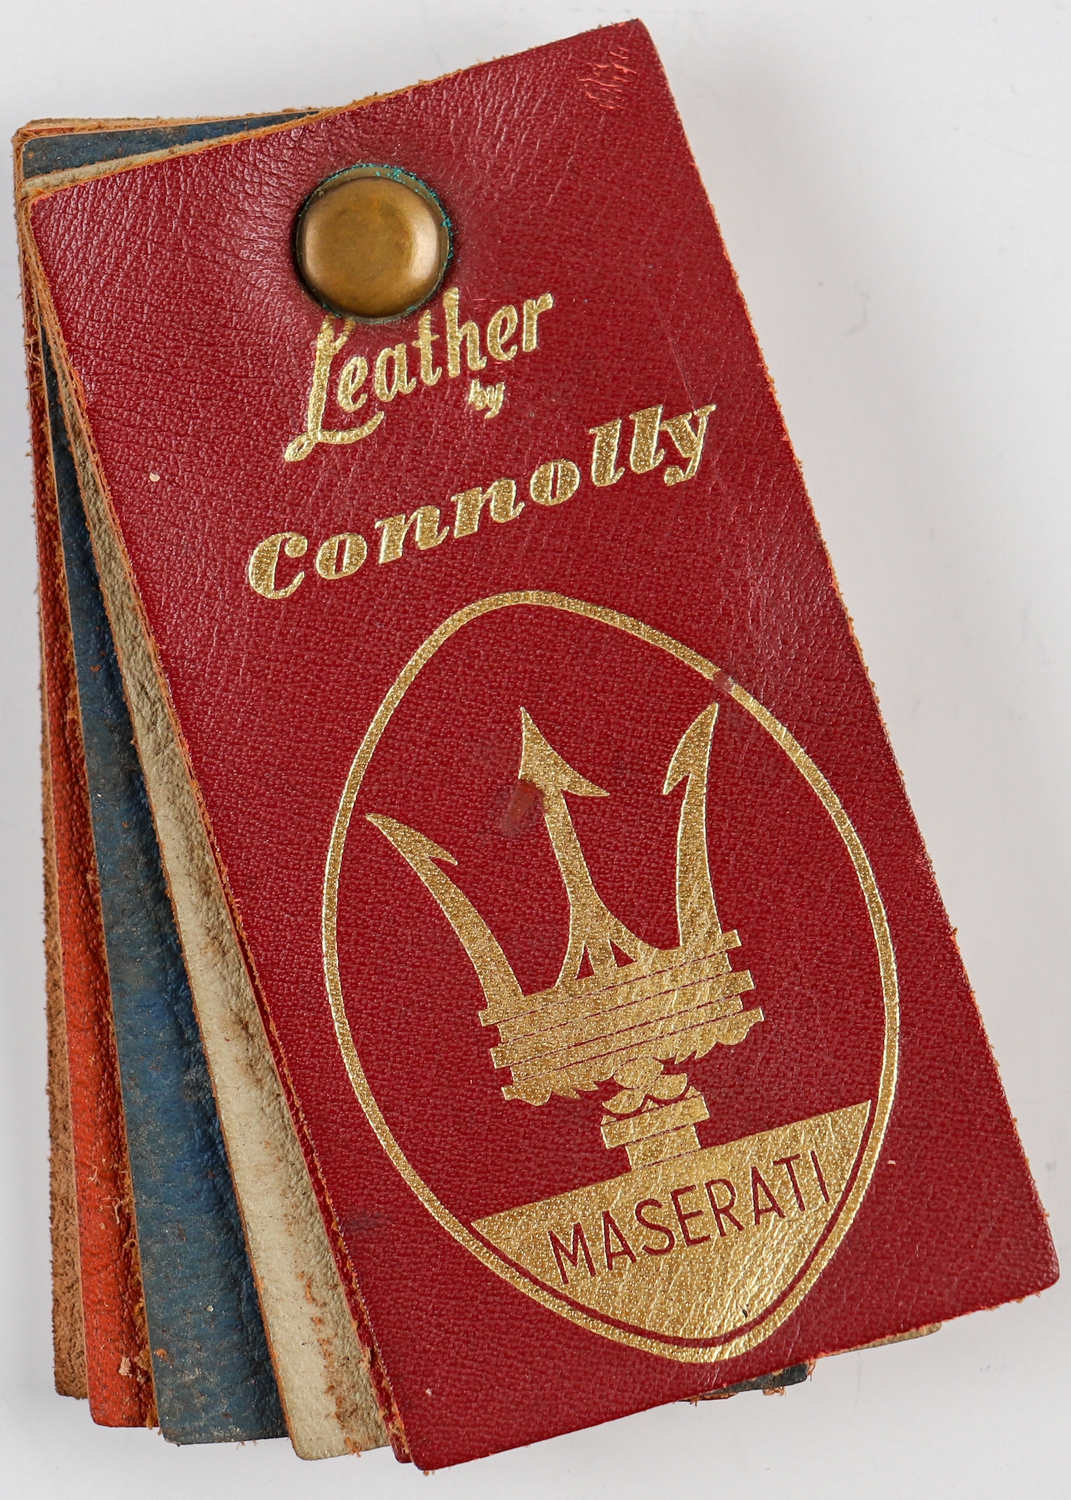 Leather
by
Connolly
MASERATI